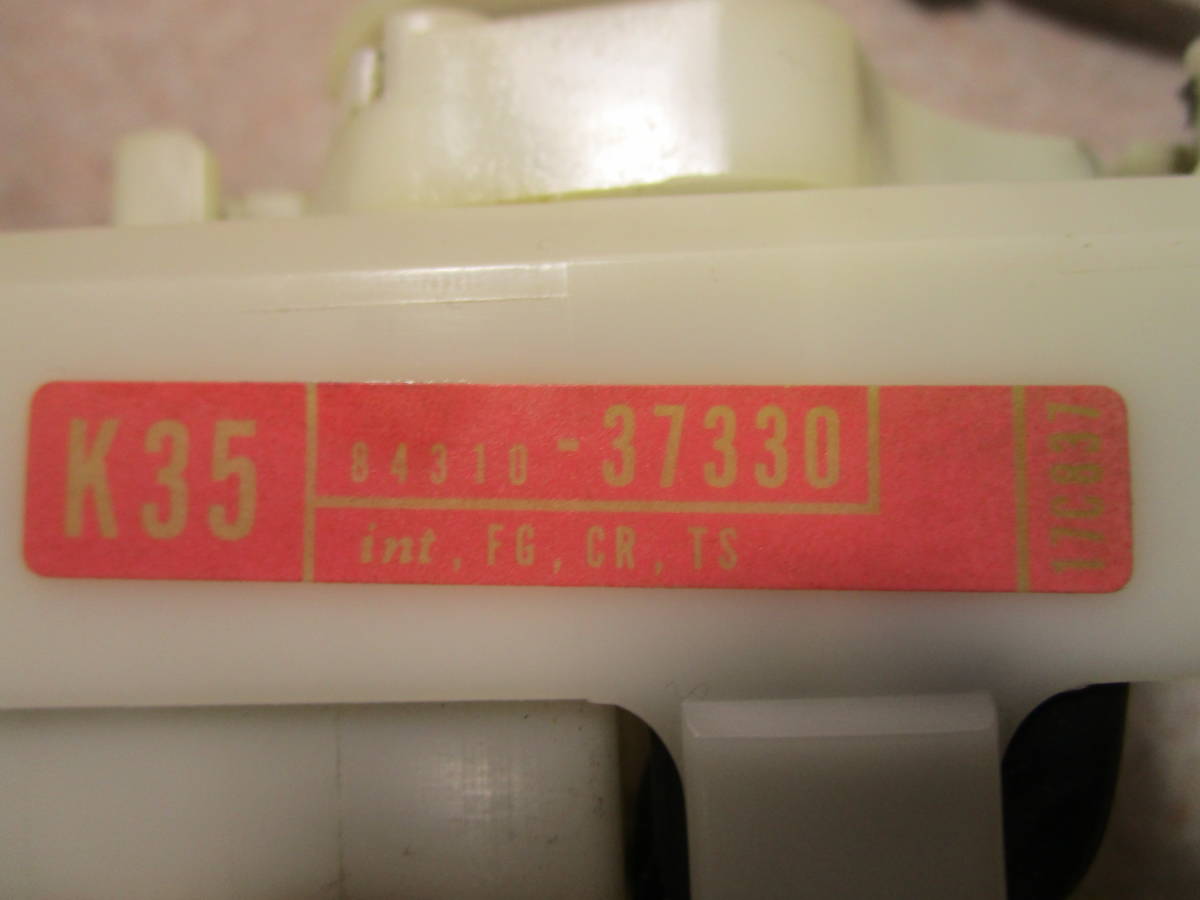 K35
84310-37330
int, FG, CR, TS
17C837